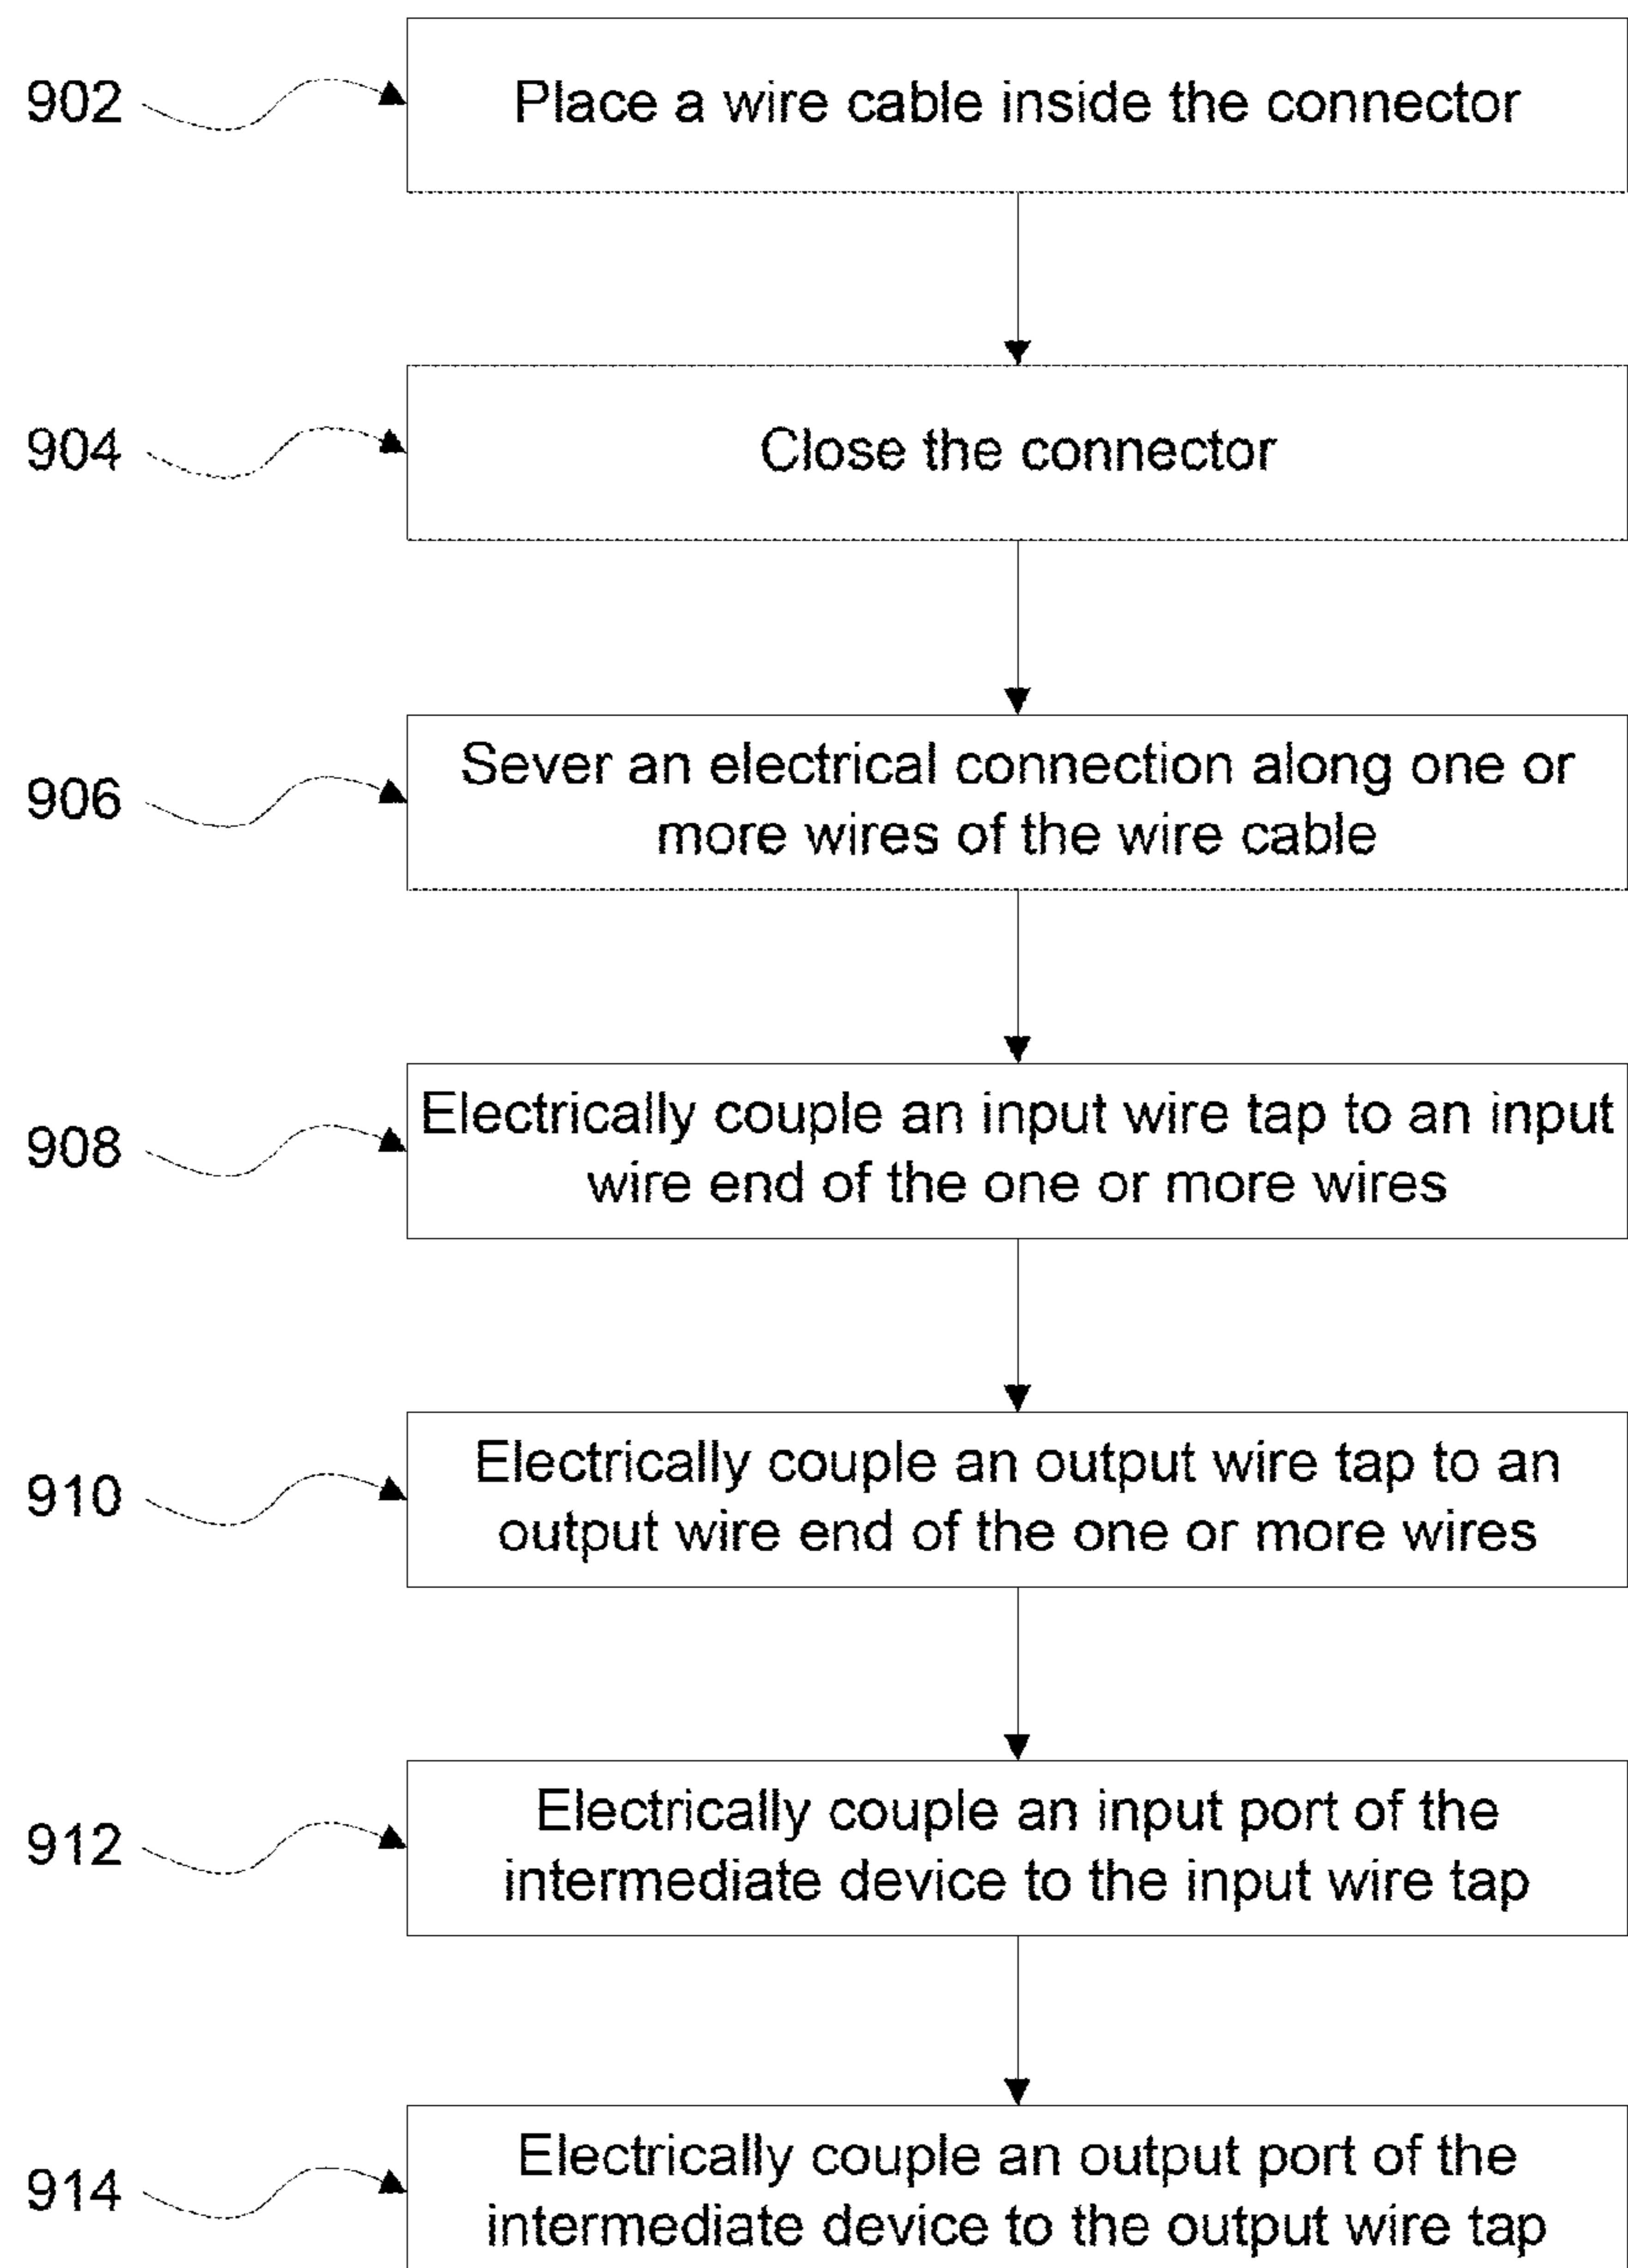 902
Place a wire cable inside the connector
904
Close the connector
906
Sever an electrical connection along one or
more wires of the wire cable
908
Electrically couple an input wire tap to an input
wire end of the one or more wires
910
Electrically couple an output wire tap to an
output wire end of the one or more wires
912
Electrically couple an input port of the
intermediate device to the input wire tap
914
Electrically couple an output port of the
intermediate device to the output wire tap